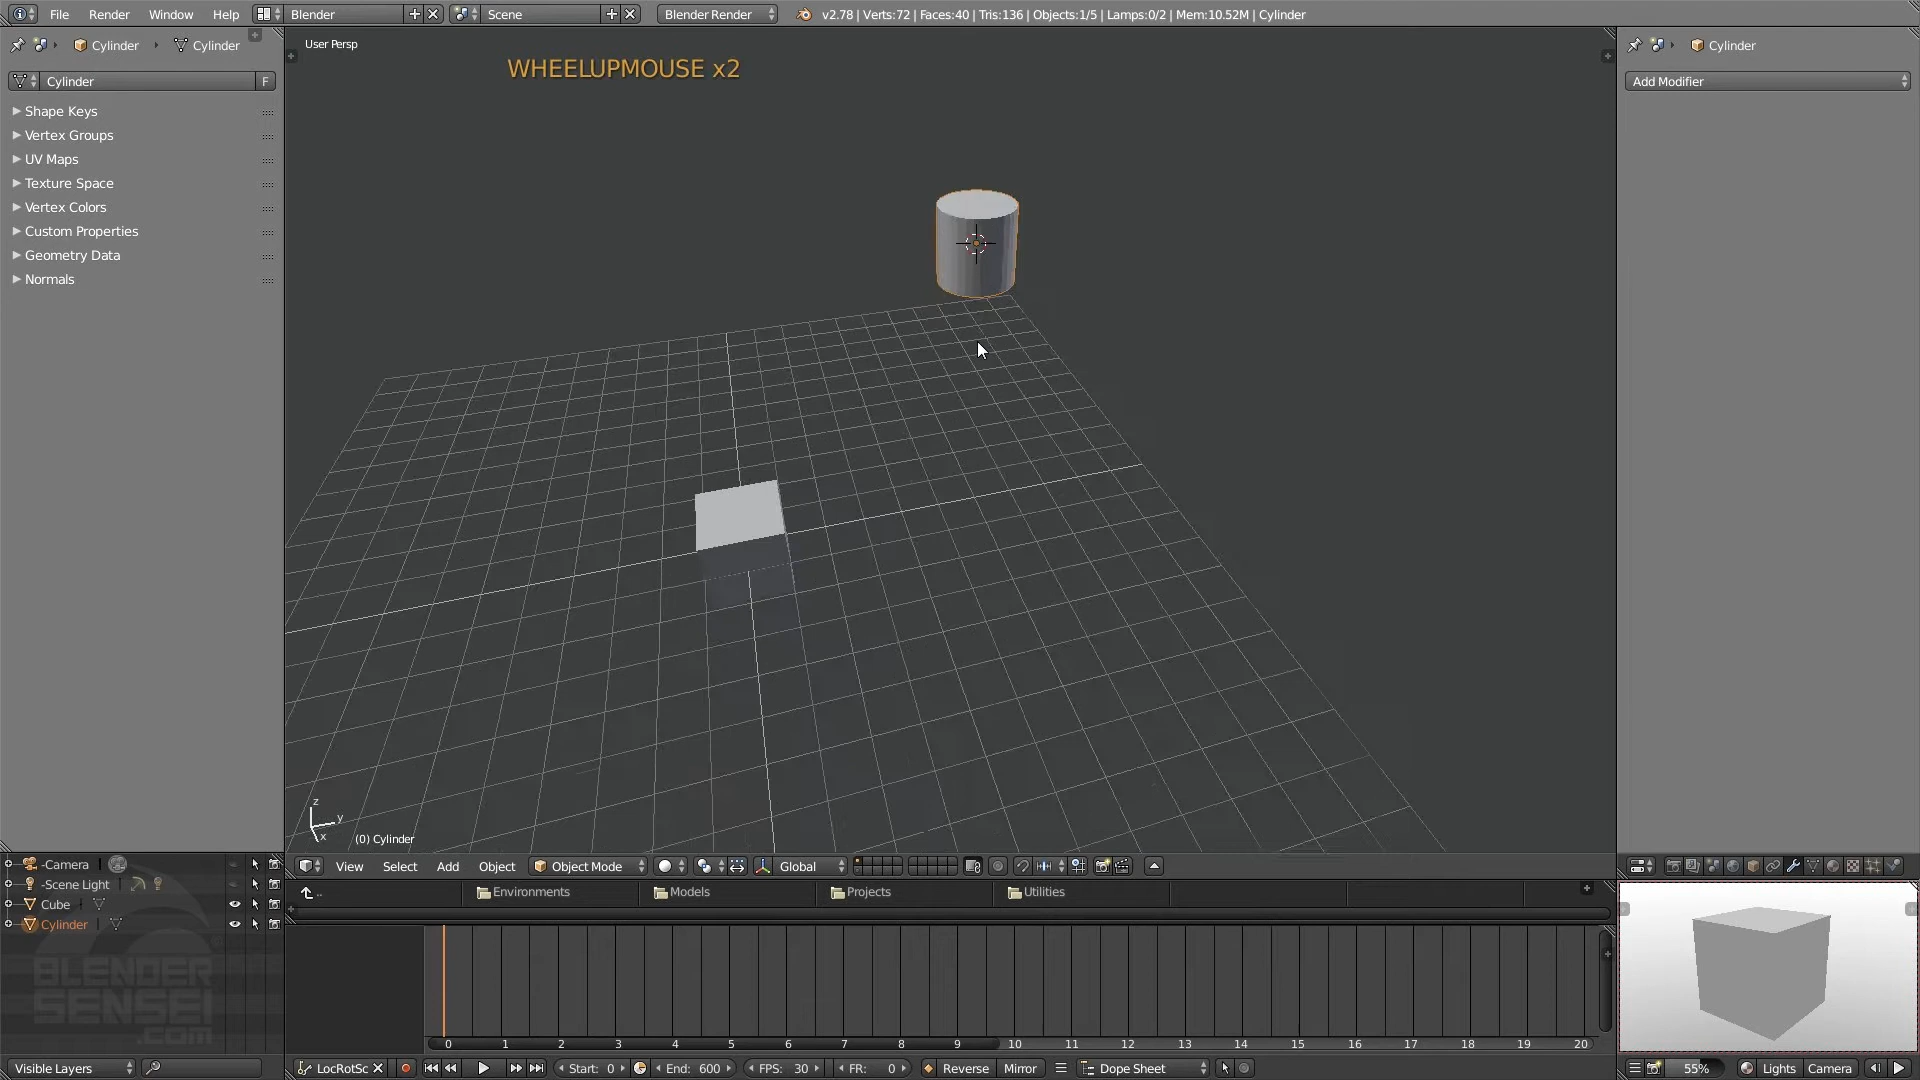 File Render Window Help Blender Scene Blender Render v2.78 | Verts:72 | Faces:40 | Tris:136 | Objects:1/5 | Lamps:0/2 | Mem:10.52M | Cylinder
Cylinder Cylinder
User Persp
Cylinder
WHEELUPMOUSE x2
Cylinder F
Add Modifier
Shape Keys
Vertex Groups
UV Maps
Texture Space
Vertex Colors
Custom Properties
Geometry Data
Normals
z
y
x
(0) Cylinder
-Camera
View Select Add Object Object Mode Global
-Scene Light
Environments Models Projects Utilities
Cube
Cylinder
BLENDER
SENSEI
.COM
0 1 2 3 4 5 6 7 8 9 10 11 12 13 14 15 16 17 18 19 20
Visible Layers LocRotSc Start: 0 End: 600 FPS: 30 FR: 0 Reverse Mirror Dope Sheet 55% Lights Camera